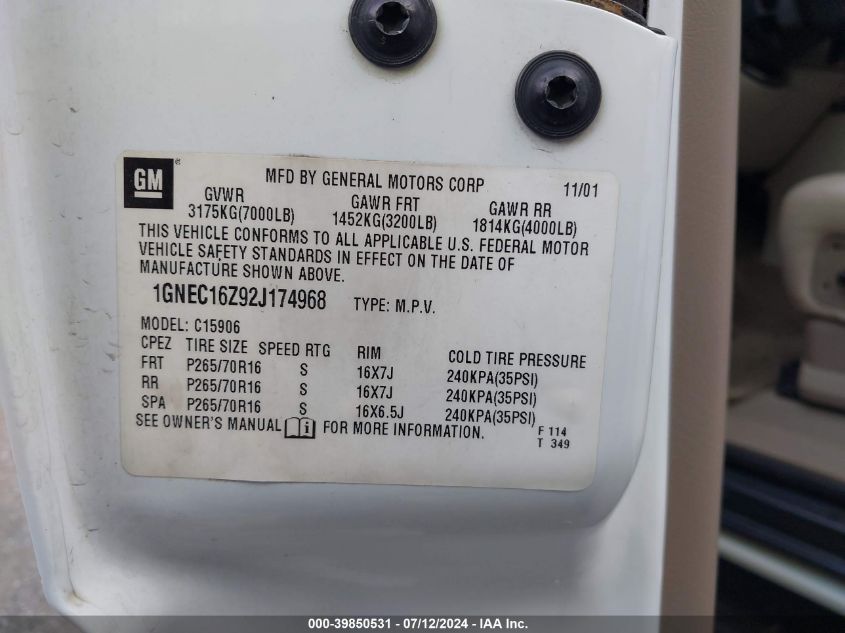 GM
MFD BY GENERAL MOTORS CORP 11/01
GVWR GAWR FRT GAWR RR
3175KG(7000LB) 1452KG(3200LB) 1814KG(4000LB)
THIS VEHICLE CONFORMS TO ALL APPLICABLE U.S. FEDERAL MOTOR
VEHICLE SAFETY STANDARDS IN EFFECT ON THE DATE OF
MANUFACTURE SHOWN ABOVE.
1GNEC16Z92J174968 TYPE: M.P.V.
MODEL: C15906
CPEZ TIRE SIZE SPEED RTG RIM COLD TIRE PRESSURE
FRT P265/70R16 S 16X7J 240KPA(35PSI)
RR P265/70R16 S 16X7J 240KPA(35PSI)
SPA P265/70R16 S 16X6.5J 240KPA(35PSI)
SEE OWNER'S MANUAL FOR MORE INFORMATION.
F 114
T 349
000-39850531 - 07/12/2024 - IAA Inc.